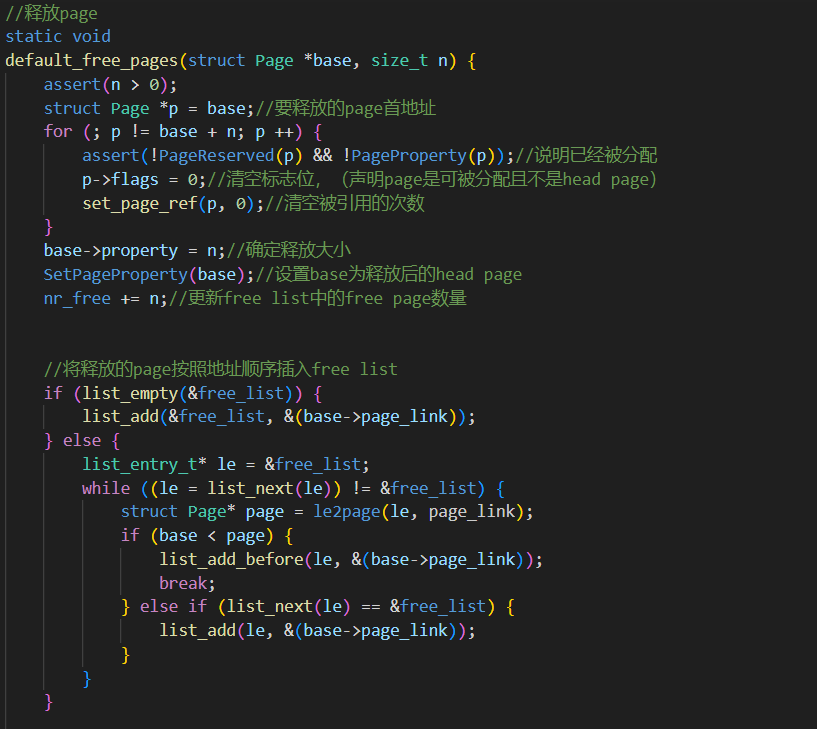 //释放page
static void
default_free_pages(struct Page *base, size_t n) {
    assert(n > 0);
    struct Page *p = base;//要释放的page首地址
    for (; p != base + n; p ++) {
        assert(!PageReserved(p) && !PageProperty(p));//说明已经被分配
        p->flags = 0;//清空标志位，（声明page是可被分配且不是head page）
        set_page_ref(p, 0);//清空被引用的次数
    }
    base->property = n;//确定释放大小
    SetPageProperty(base);//设置base为释放后的head page
    nr_free += n;//更新free list中的free page数量
    //将释放的page按照地址顺序插入free list
    if (list_empty(&free_list)) {
        list_add(&free_list, &(base->page_link));
    } else {
        list_entry_t* le = &free_list;
        while ((le = list_next(le)) != &free_list) {
            struct Page* page = le2page(le, page_link);
            if (base < page) {
                list_add_before(le, &(base->page_link));
                break;
            } else if (list_next(le) == &free_list) {
                list_add(le, &(base->page_link));
            }
        }
    }